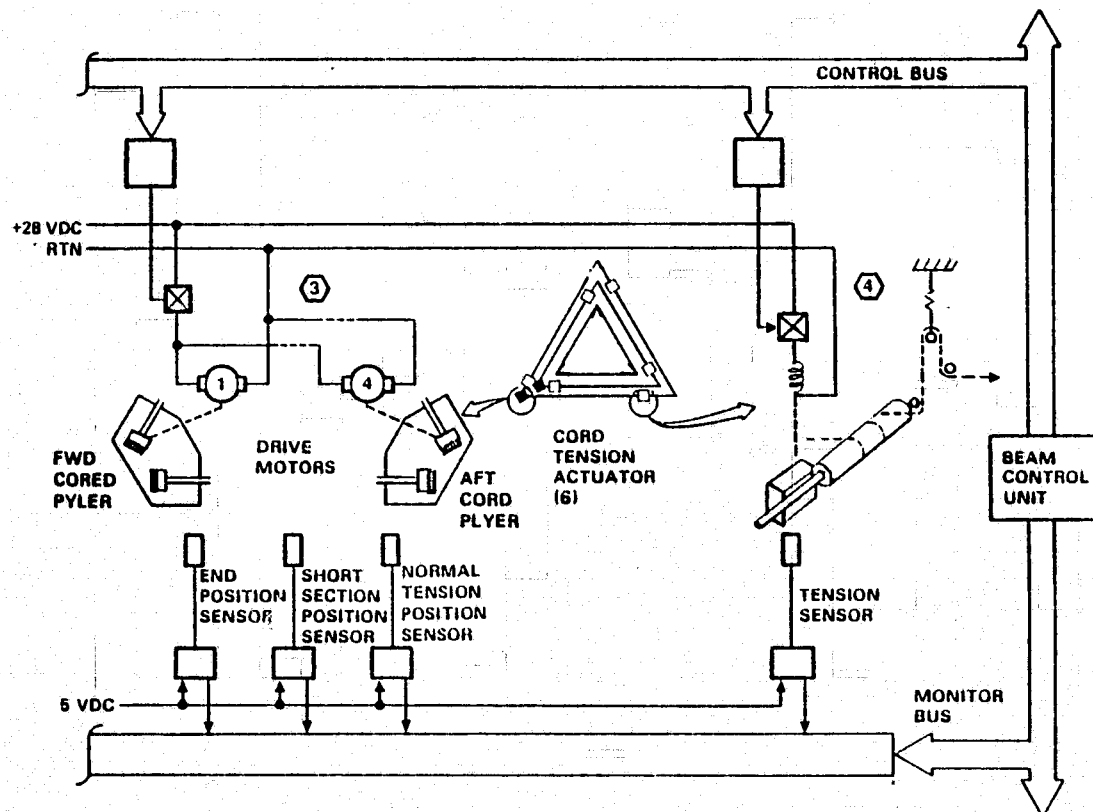 CONTROL BUS
+28 VDC
RTN
3
4
1
4
FWD
CORED
PYLER
DRIVE
MOTORS
AFT
CORD
PLYER
CORD
TENSION
ACTUATOR
(6)
BEAM
CONTROL
UNIT
END
POSITION
SENSOR
SHORT
SECTION
POSITION
SENSOR
NORMAL
TENSION
POSITION
SENSOR
TENSION
SENSOR
5 VDC
MONITOR
BUS